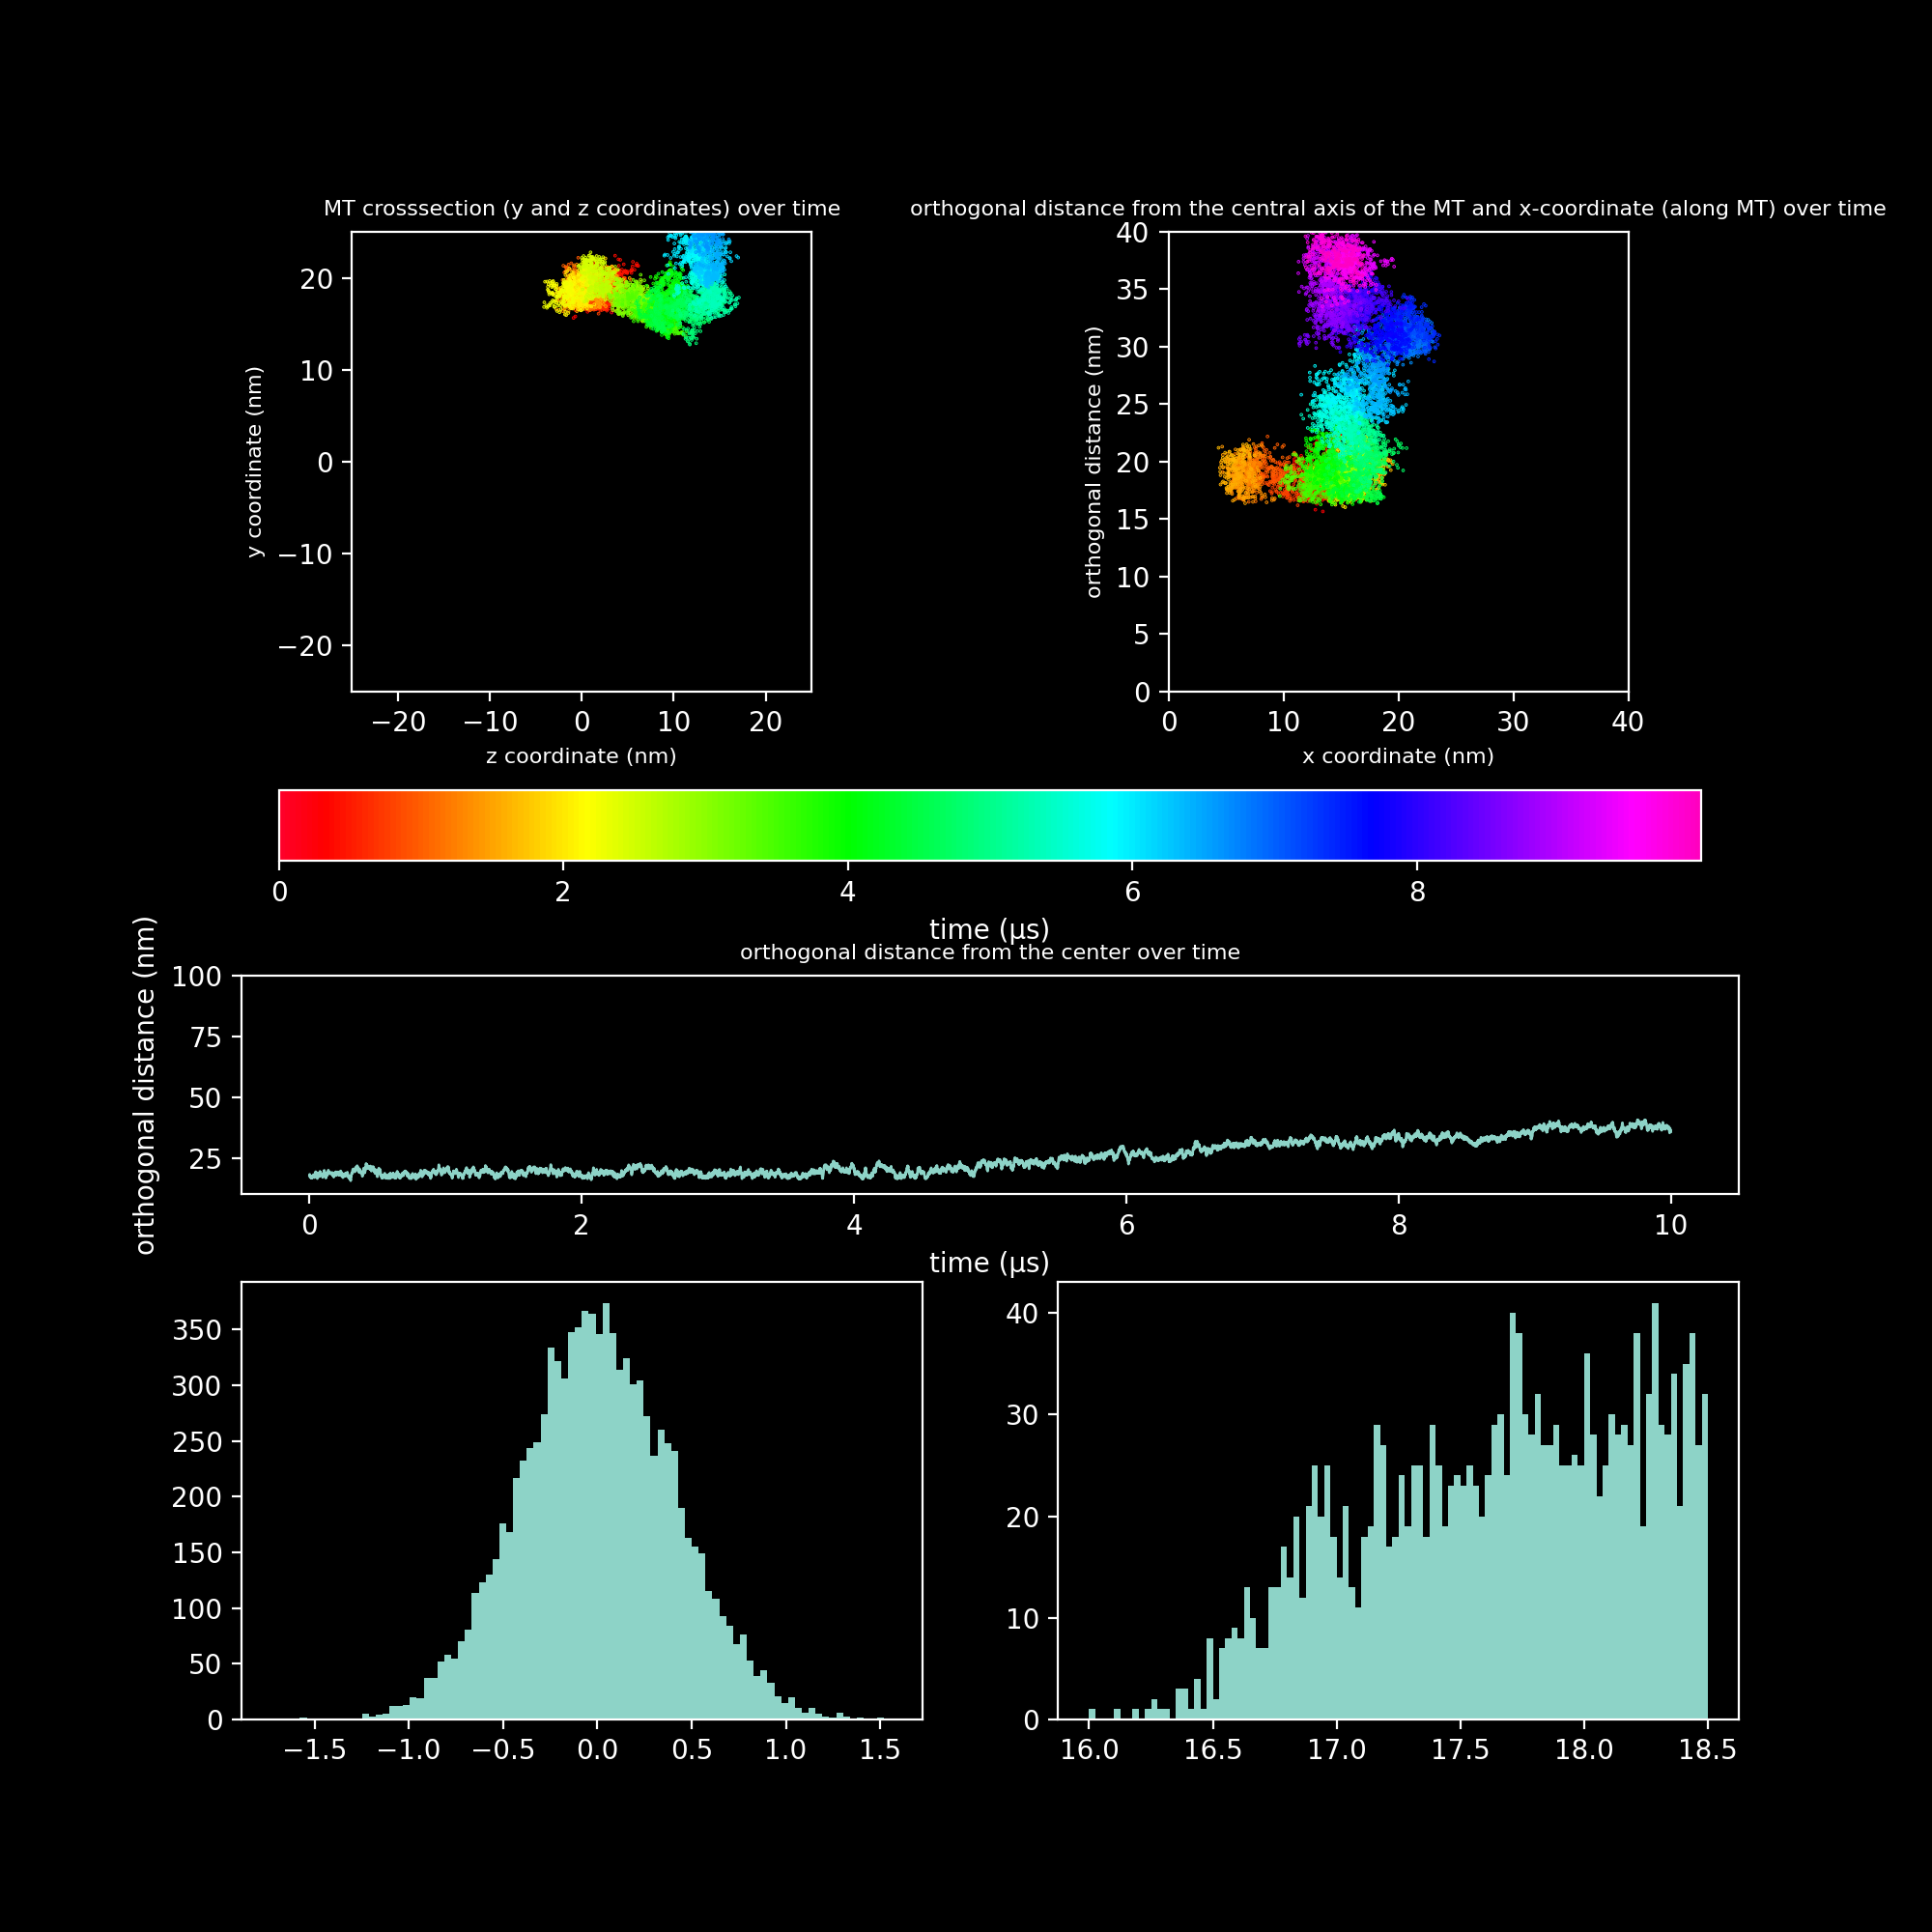 MT crosssection (y and z coordinates) over time
orthogonal distance from the central axis of the MT and x-coordinate (along MT) over time
y coordinate (nm)
20
10
0
−10
−20
−20 −10 0 10 20
z coordinate (nm)
orthogonal distance (nm)
40
35
30
25
20
15
10
5
0
0 10 20 30 40
x coordinate (nm)
0 2 4 6 8
time (μs)
orthogonal distance from the center over time
orthogonal distance (nm)
100
75
50
25
0 2 4 6 8 10
time (μs)
350
300
250
200
150
100
50
0
−1.5 −1.0 −0.5 0.0 0.5 1.0 1.5
40
30
20
10
0
16.0 16.5 17.0 17.5 18.0 18.5